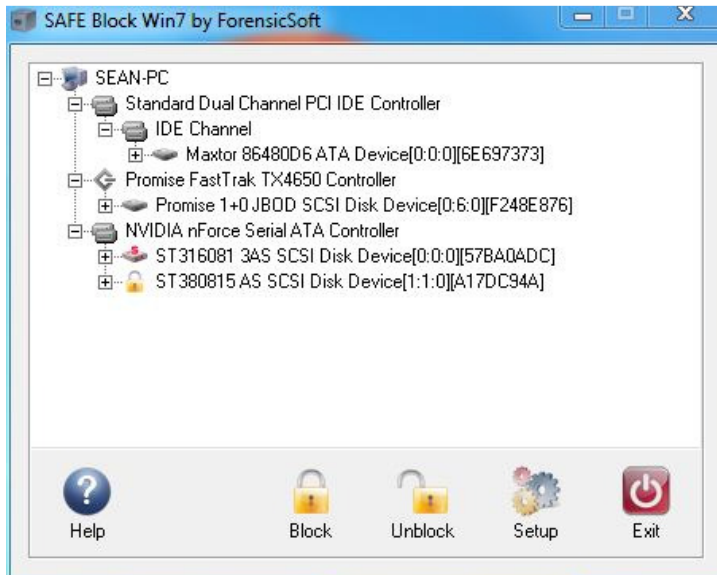 SAFE Block Win7 by ForensicSoft
SEAN-PC
Standard Dual Channel PCI IDE Controller
IDE Channel
Maxtor 86480D6 ATA Device[0:0:0][6E697373]
Promise FastTrak TX4650 Controller
Promise 1+0 JBOD SCSI Disk Device[0:6:0][F248E876]
NVIDIA nForce Serial ATA Controller
ST316081 3AS SCSI Disk Device[0:0:0][57BA0ADC]
ST380815 AS SCSI Disk Device[1:1:0][A17DC94A]
Help Block Unblock Setup Exit